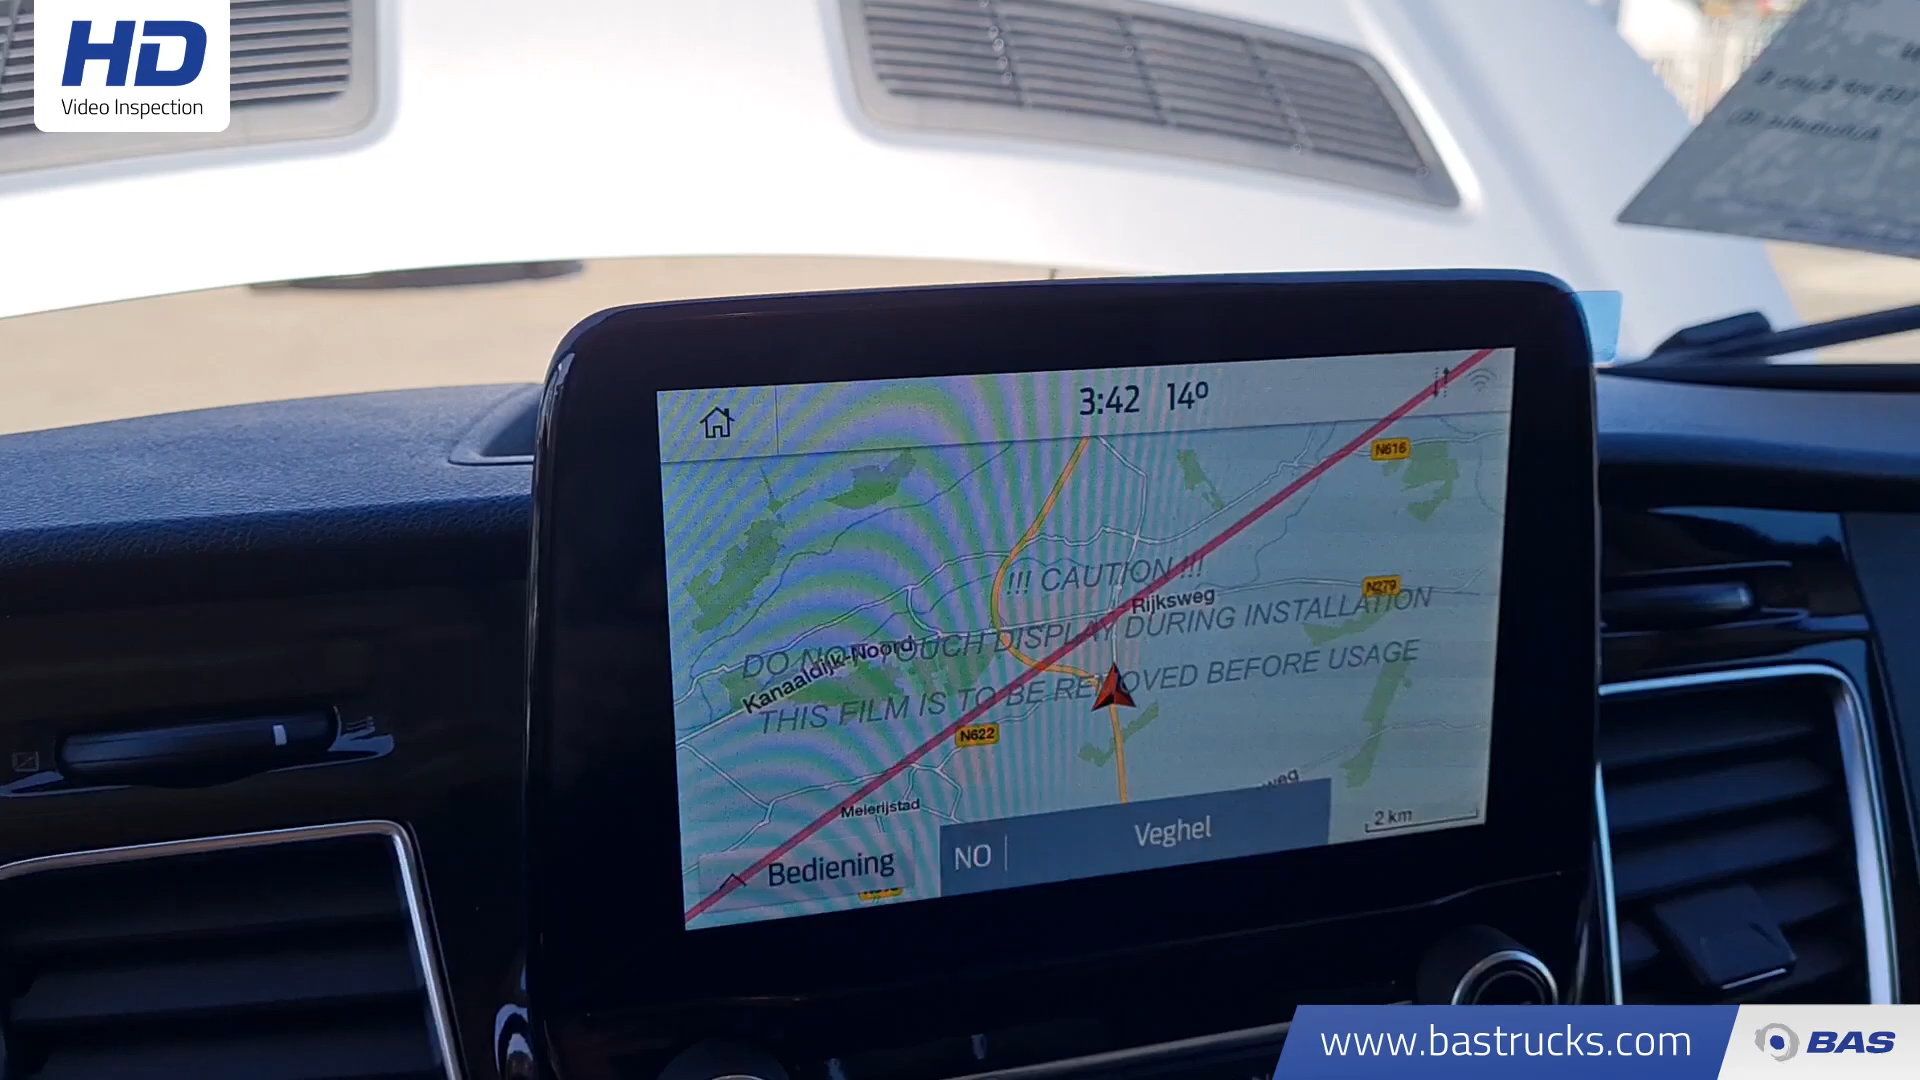 HD
Video Inspection
3:42 14º
N616
!!! CAUTION !!!
N279
Rijksweg
DO NOT TOUCH DISPLAY DURING INSTALLATION
Kanaaldijk-Noord
THIS FILM IS TO BE REMOVED BEFORE USAGE
N622
Meierijstad
2 km
Bediening
NO
Veghel
www.bastrucks.com
BAS